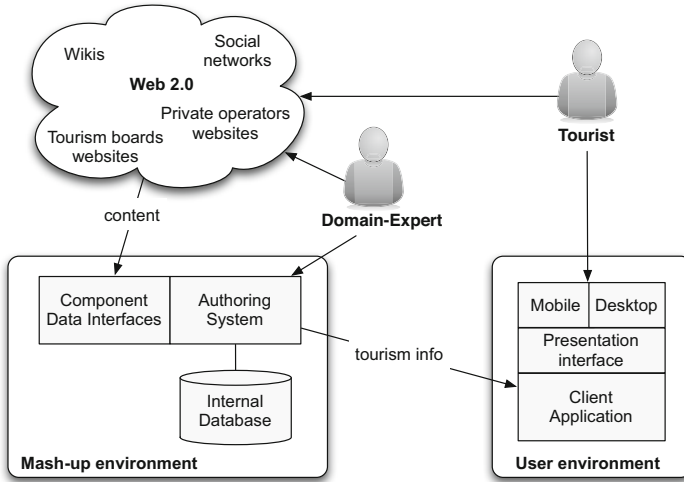 Wikis
Social
networks
Web 2.0
Private operators
websites
Tourism boards
websites
Tourist
Domain-Expert
content
Component
Data Interfaces
Authoring
System
Internal
Database
Mash-up environment
tourism info
Mobile
Desktop
Presentation
interface
Client
Application
User environment